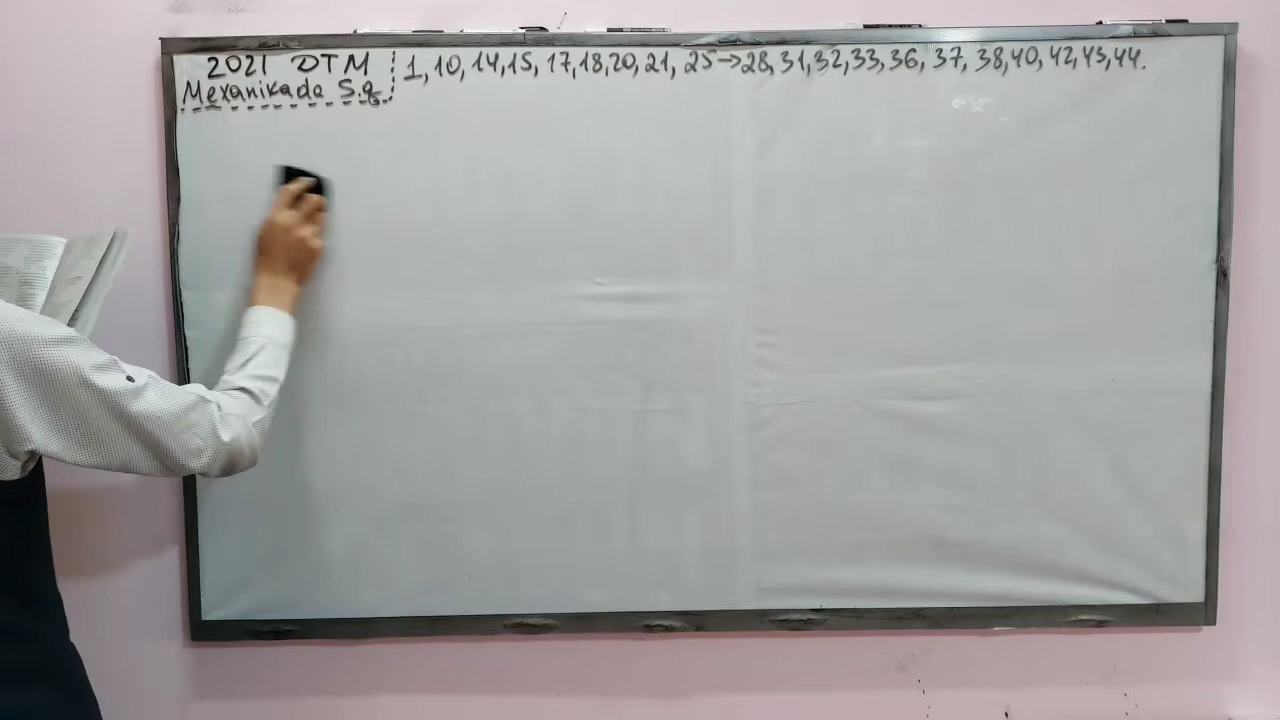 2021 DTM
Mexanikada S.q.
1, 10, 14, 15, 17, 18, 20, 21, 25→28, 31, 32, 33, 36, 37, 38, 40, 42, 43, 44.